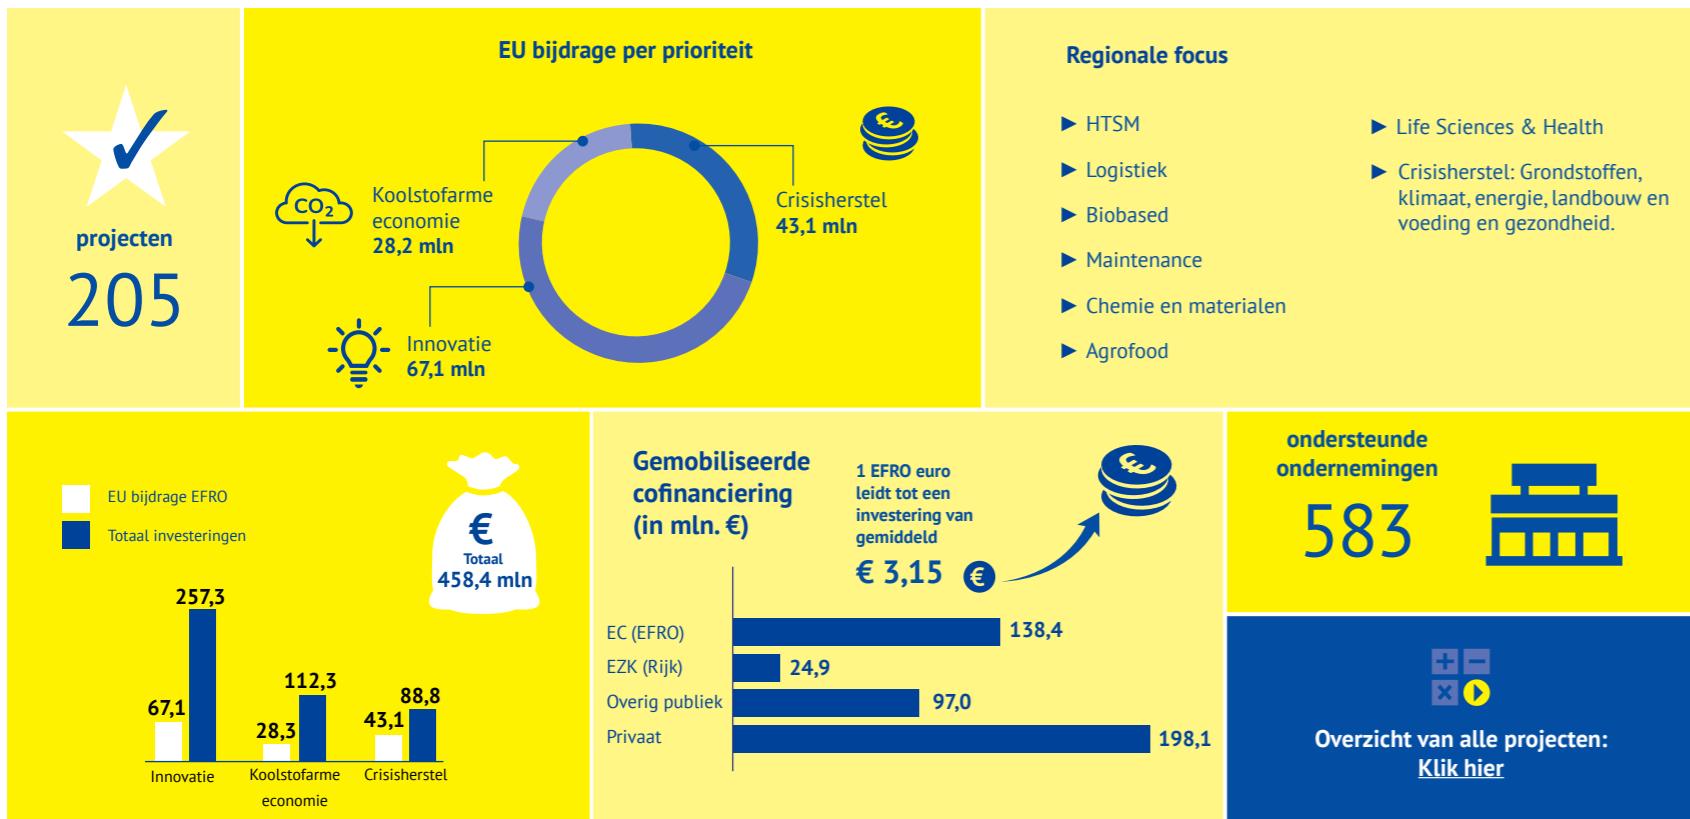 projecten
205
EU bijdrage per prioriteit
CO₂
Koolstofarme
economie
28,2 mln
€
Crisisherstel
43,1 mln
Innovatie
67,1 mln
Regionale focus
► HTSM
► Logistiek
► Biobased
► Maintenance
► Chemie en materialen
► Agrofood
► Life Sciences & Health
► Crisisherstel: Grondstoffen,
klimaat, energie, landbouw en
voeding en gezondheid.
EU bijdrage EFRO
Totaal investeringen
€
Totaal
458,4 mln
257,3
67,1
112,3
28,3
88,8
43,1
Innovatie
Koolstofarme
economie
Crisisherstel
Gemobiliseerde
cofinanciering
(in mln. €)
1 EFRO euro
leidt tot een
investering van
gemiddeld
€ 3,15
€
€
EC (EFRO) 138,4
EZK (Rijk) 24,9
Overig publiek 97,0
Privaat 198,1
ondersteunde
ondernemingen
583
Overzicht van alle projecten:
Klik hier